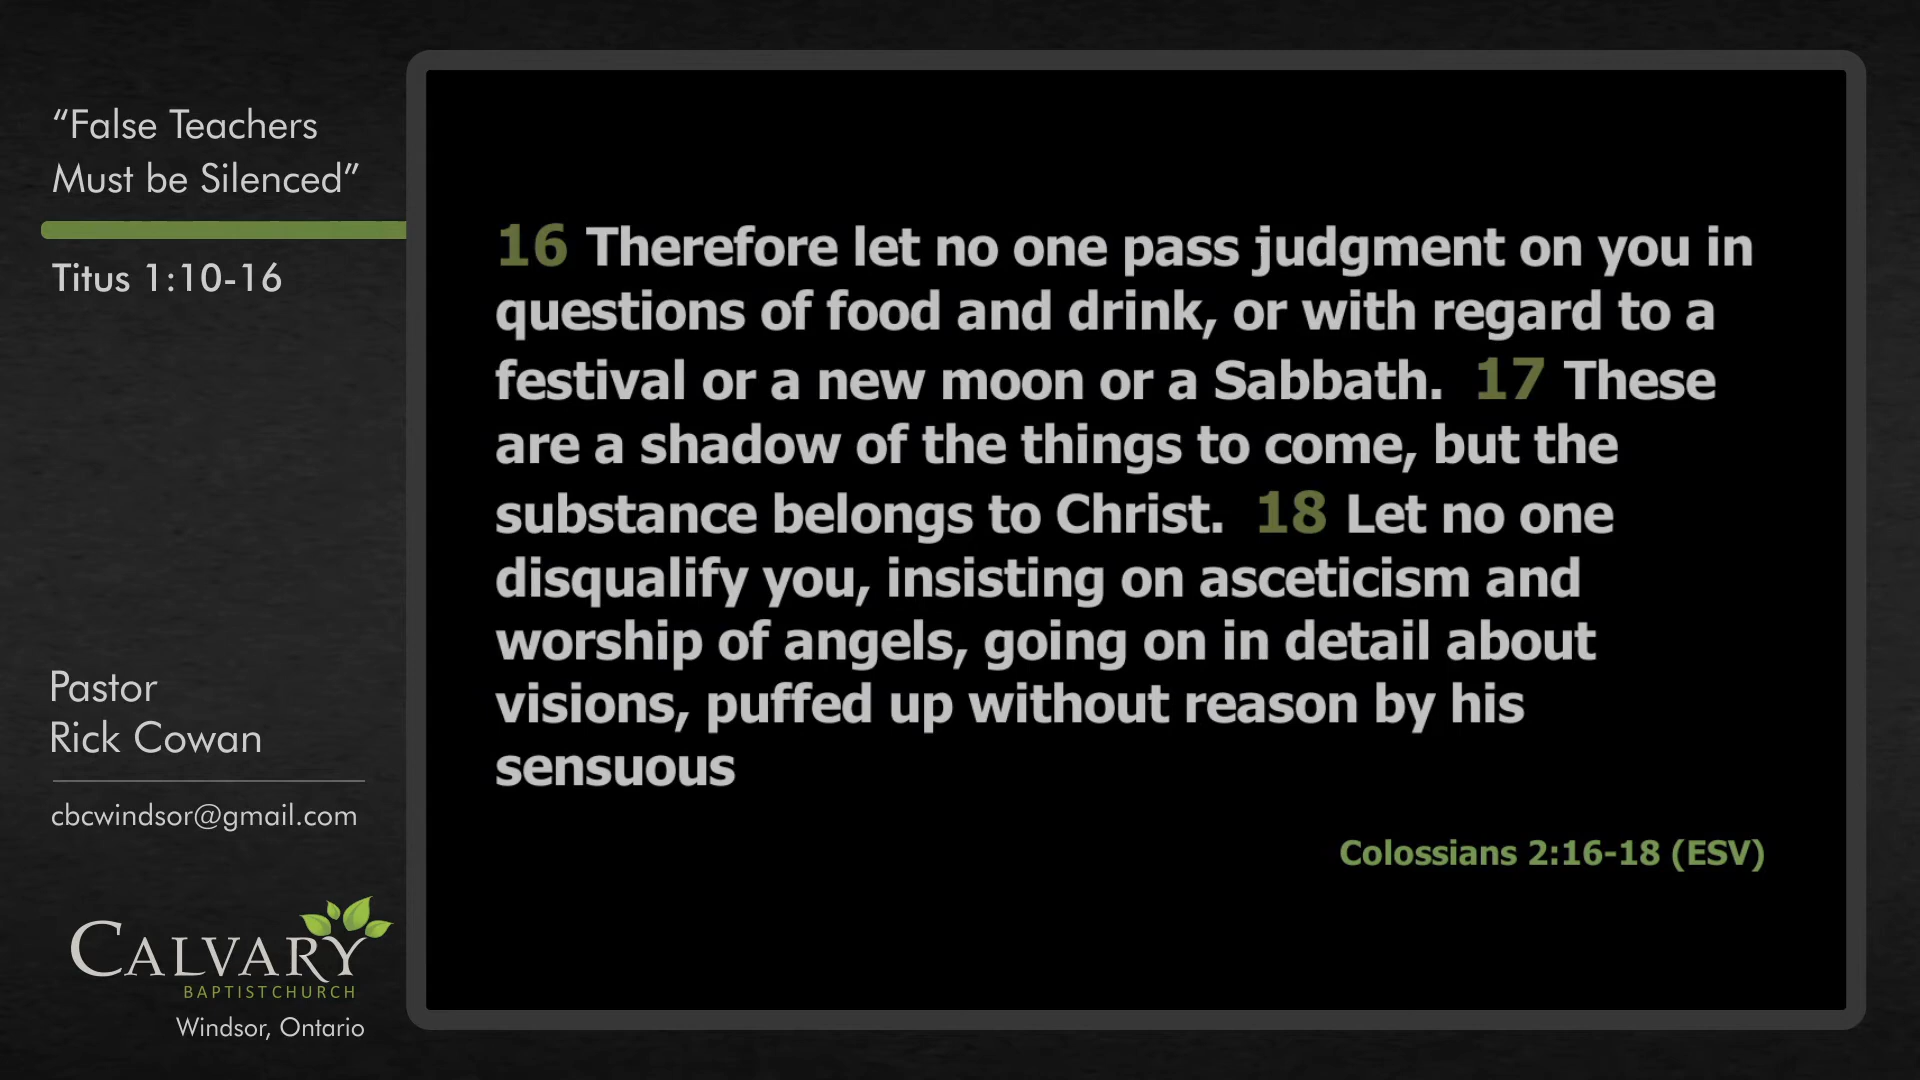 “False Teachers
Must be Silenced”
Titus 1:10-16
Pastor
Rick Cowan
cbcwindsor@gmail.com
CALVARY
BAPTIST CHURCH
Windsor, Ontario
16 Therefore let no one pass judgment on you in
questions of food and drink, or with regard to a
festival or a new moon or a Sabbath. 17 These
are a shadow of the things to come, but the
substance belongs to Christ. 18 Let no one
disqualify you, insisting on asceticism and
worship of angels, going on in detail about
visions, puffed up without reason by his
sensuous
Colossians 2:16-18 (ESV)